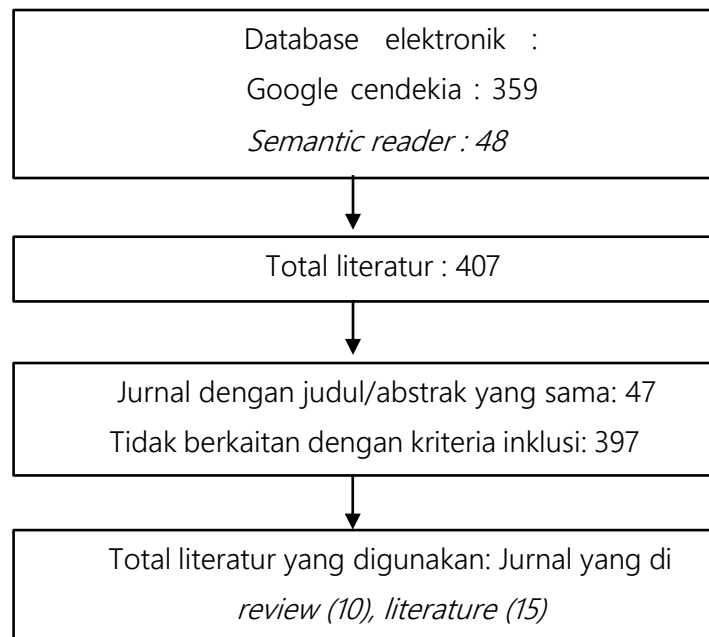 Database elektronik :
Google cendekia : 359
Semantic reader : 48
Total literatur : 407
Jurnal dengan judul/abstrak yang sama: 47
Tidak berkaitan dengan kriteria inklusi: 397
Total literatur yang digunakan: Jurnal yang di
review (10), literature (15)